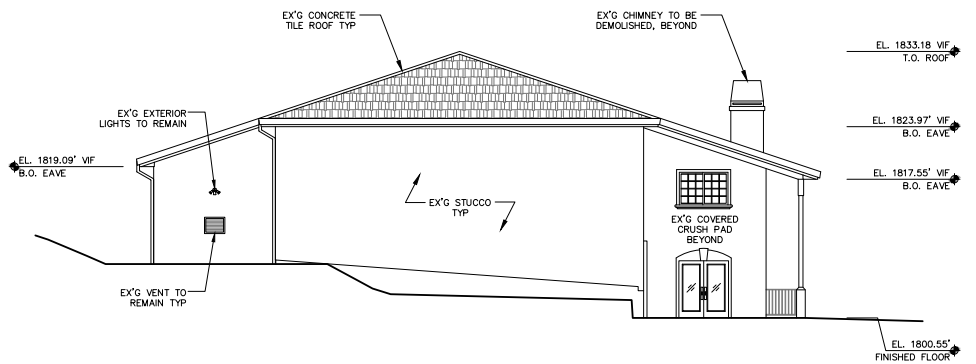 EX'G CONCRETE
TILE ROOF TYP
EX'G CHIMNEY TO BE
DEMOLISHED, BEYOND
EL. 1833.18 VIF
T.O. ROOF
EX'G EXTERIOR
LIGHTS TO REMAIN
EL. 1823.97' VIF
B.O. EAVE
EL. 1819.09' VIF
B.O. EAVE
EL. 1817.55' VIF
B.O. EAVE
EX'G STUCCO
TYP
EX'G COVERED
CRUSH PAD
BEYOND
EX'G VENT TO
REMAIN TYP
EL. 1800.55'
FINISHED FLOOR